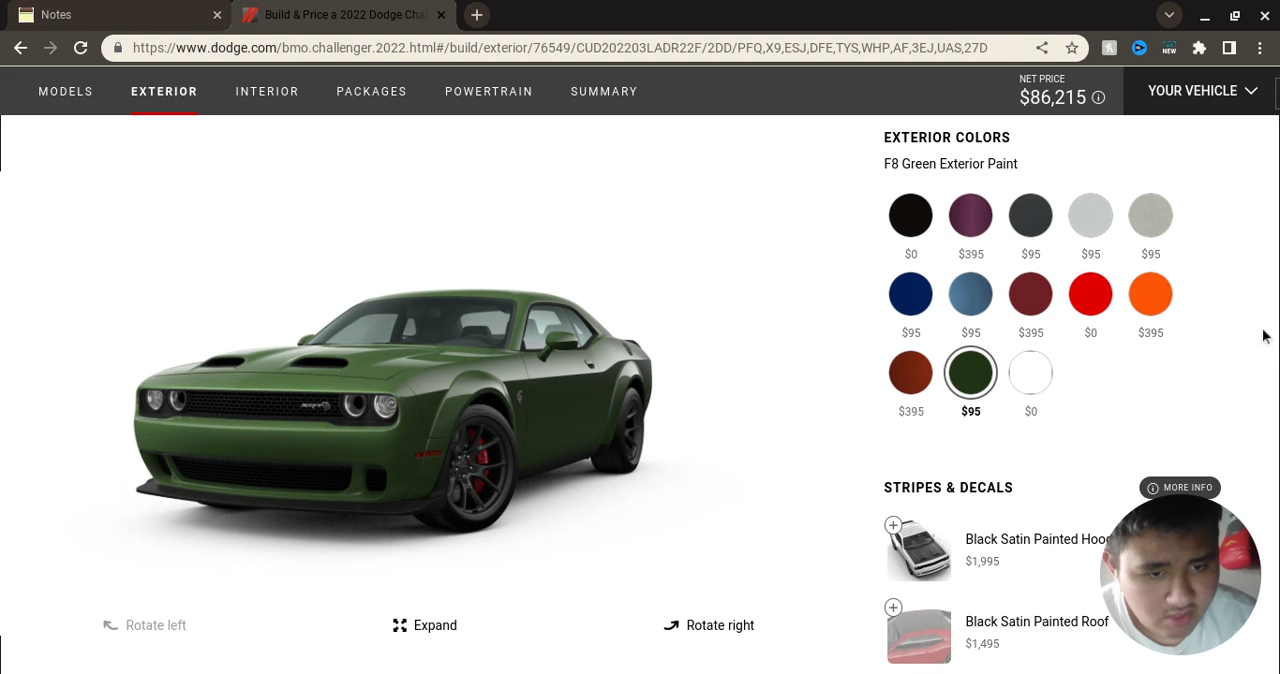 Notes
Build & Price a 2022 Dodge Cha
https://www.dodge.com/bmo.challenger.2022.html#/build/exterior/76549/CUD202203LADR22F/2DD/PFQ,X9,ESJ,DFE,TYS,WHP,AF,3EJ,UAS,27D
NEW
MODELS EXTERIOR INTERIOR PACKAGES POWERTRAIN SUMMARY
NET PRICE
$86,215
YOUR VEHICLE
EXTERIOR COLORS
F8 Green Exterior Paint
$0 $395 $95 $95 $95
$95 $95 $395 $0 $395
$395 $95 $0
STRIPES & DECALS
MORE INFO
Black Satin Painted Hood
$1,995
Black Satin Painted Roof
$1,495
SRT
Rotate left Expand Rotate right